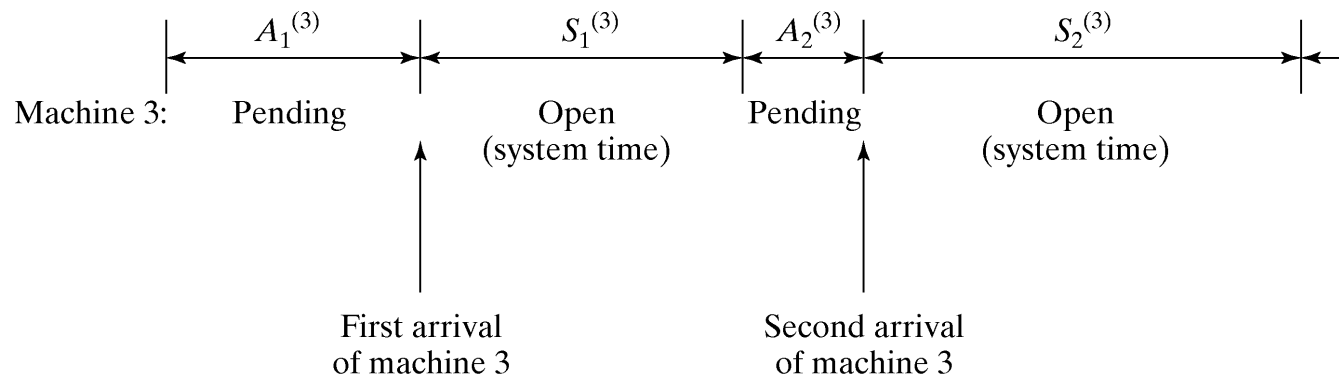 A₁⁽³⁾ S₁⁽³⁾ A₂⁽³⁾ S₂⁽³⁾
Machine 3: Pending Open Pending Open
(system time) (system time)
First arrival Second arrival
of machine 3 of machine 3